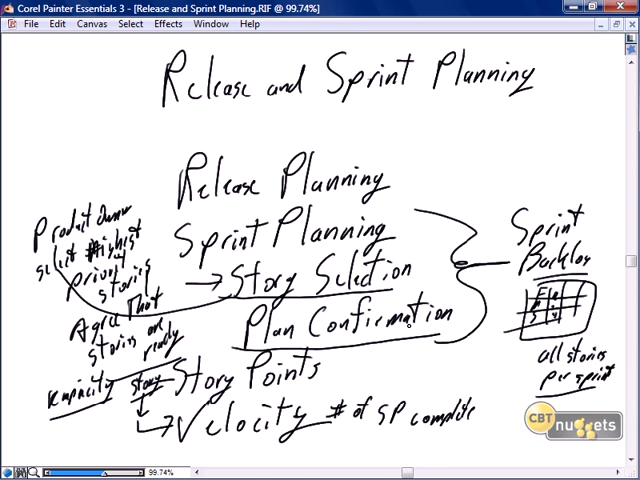 Corel Painter Essentials 3 - [Release and Sprint Planning.RIF @ 99.74%]
File Edit Canvas Select Effects Window Help
Release and Sprint Planning
Release Planning
Sprint Planning
Story Selection
Plan Confirmation
Story Points
Velocity # of SP complete
Product Owner
select highest
priority
stories
Agree that
stories are
ready
Kapicity
Story
Sprint
Backlog
all stories
per sprint
CBT
nuggets
99.74%